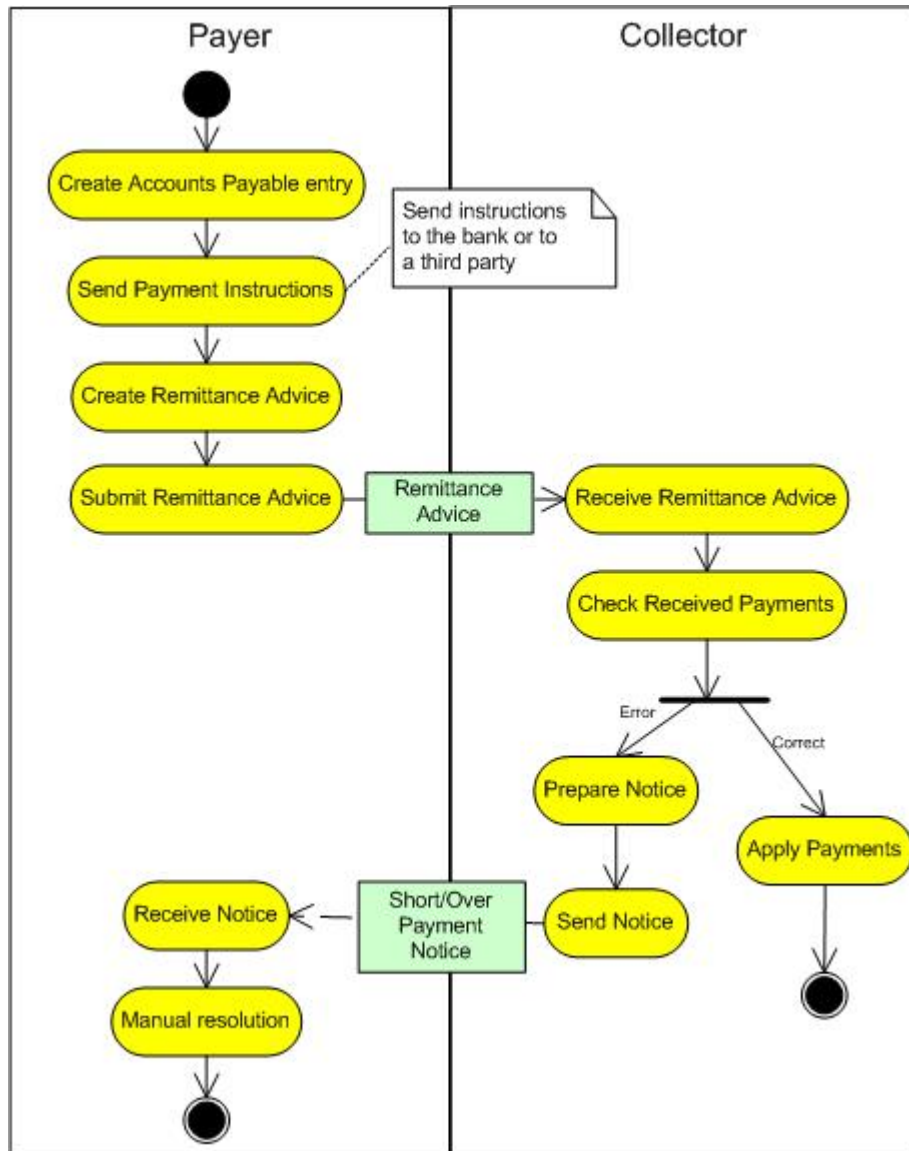 Payer
Collector
Create Accounts Payable entry
Send instructions
to the bank or to
a third party
Send Payment Instructions
Create Remittance Advice
Submit Remittance Advice
Remittance
Advice
Receive Remittance Advice
Check Received Payments
Error
Correct
Prepare Notice
Apply Payments
Receive Notice
Short/Over
Payment
Notice
Send Notice
Manual resolution